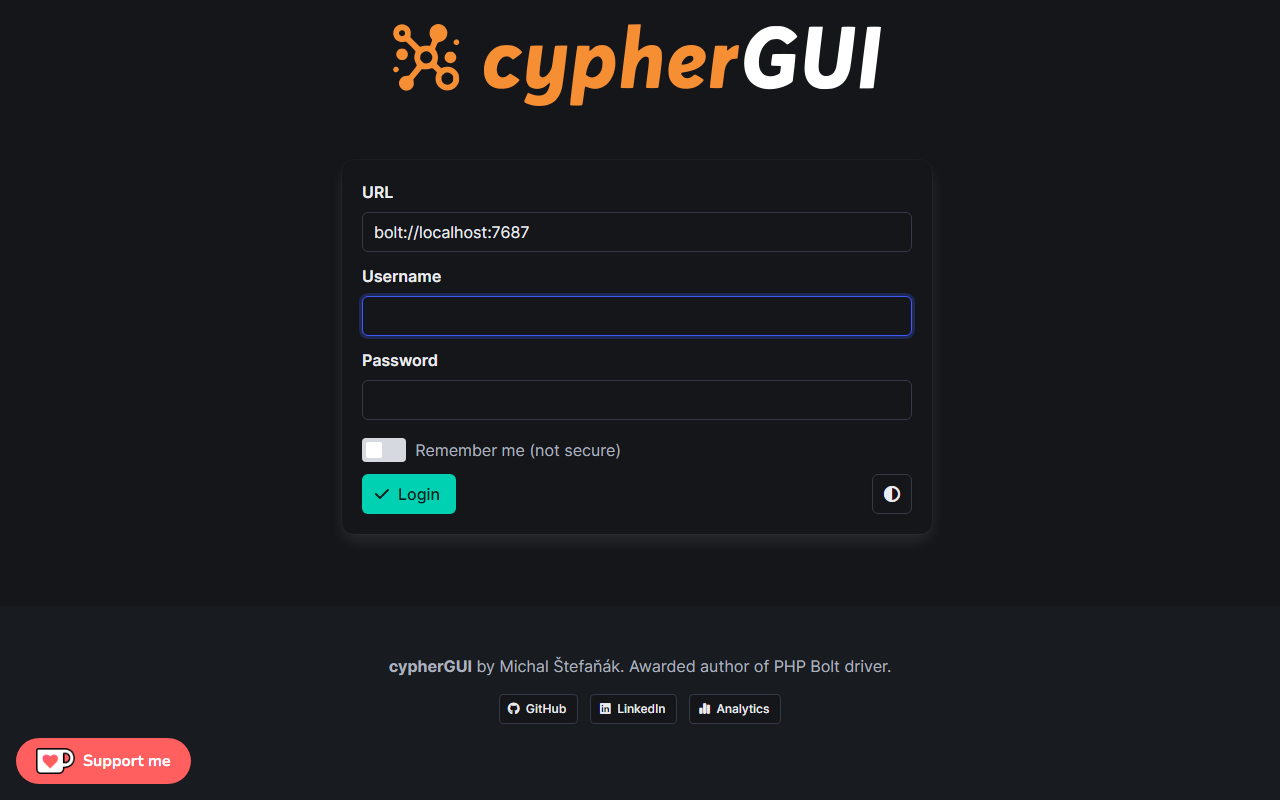 cypherGUI
URL
bolt://localhost:7687
Username
Password
Remember me (not secure)
Login
cypherGUI by Michal Štefaňák. Awarded author of PHP Bolt driver.
GitHub
LinkedIn
Analytics
Support me